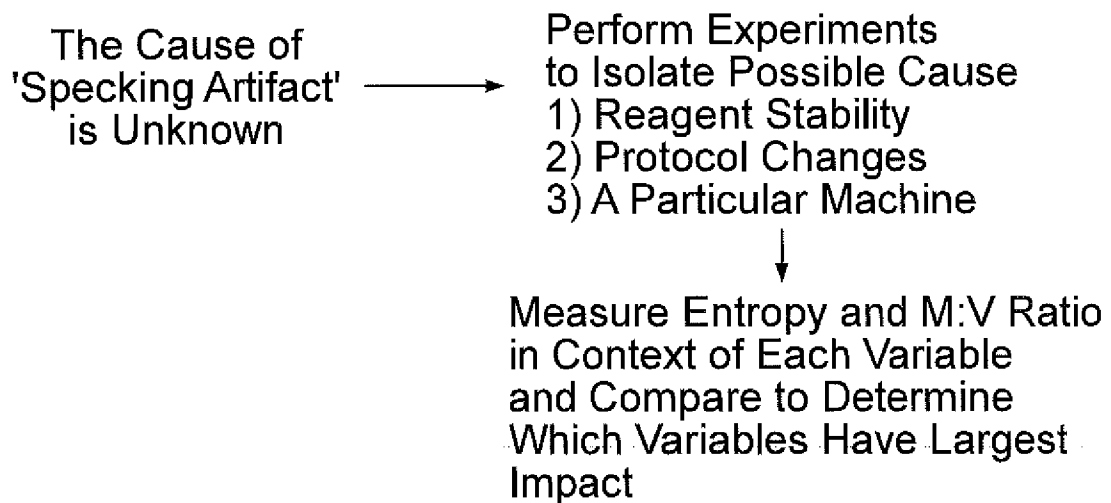 The Cause of
'Specking Artifact'
is Unknown
Perform Experiments
to Isolate Possible Cause
1) Reagent Stability
2) Protocol Changes
3) A Particular Machine
Measure Entropy and M:V Ratio
in Context of Each Variable
and Compare to Determine
Which Variables Have Largest
Impact